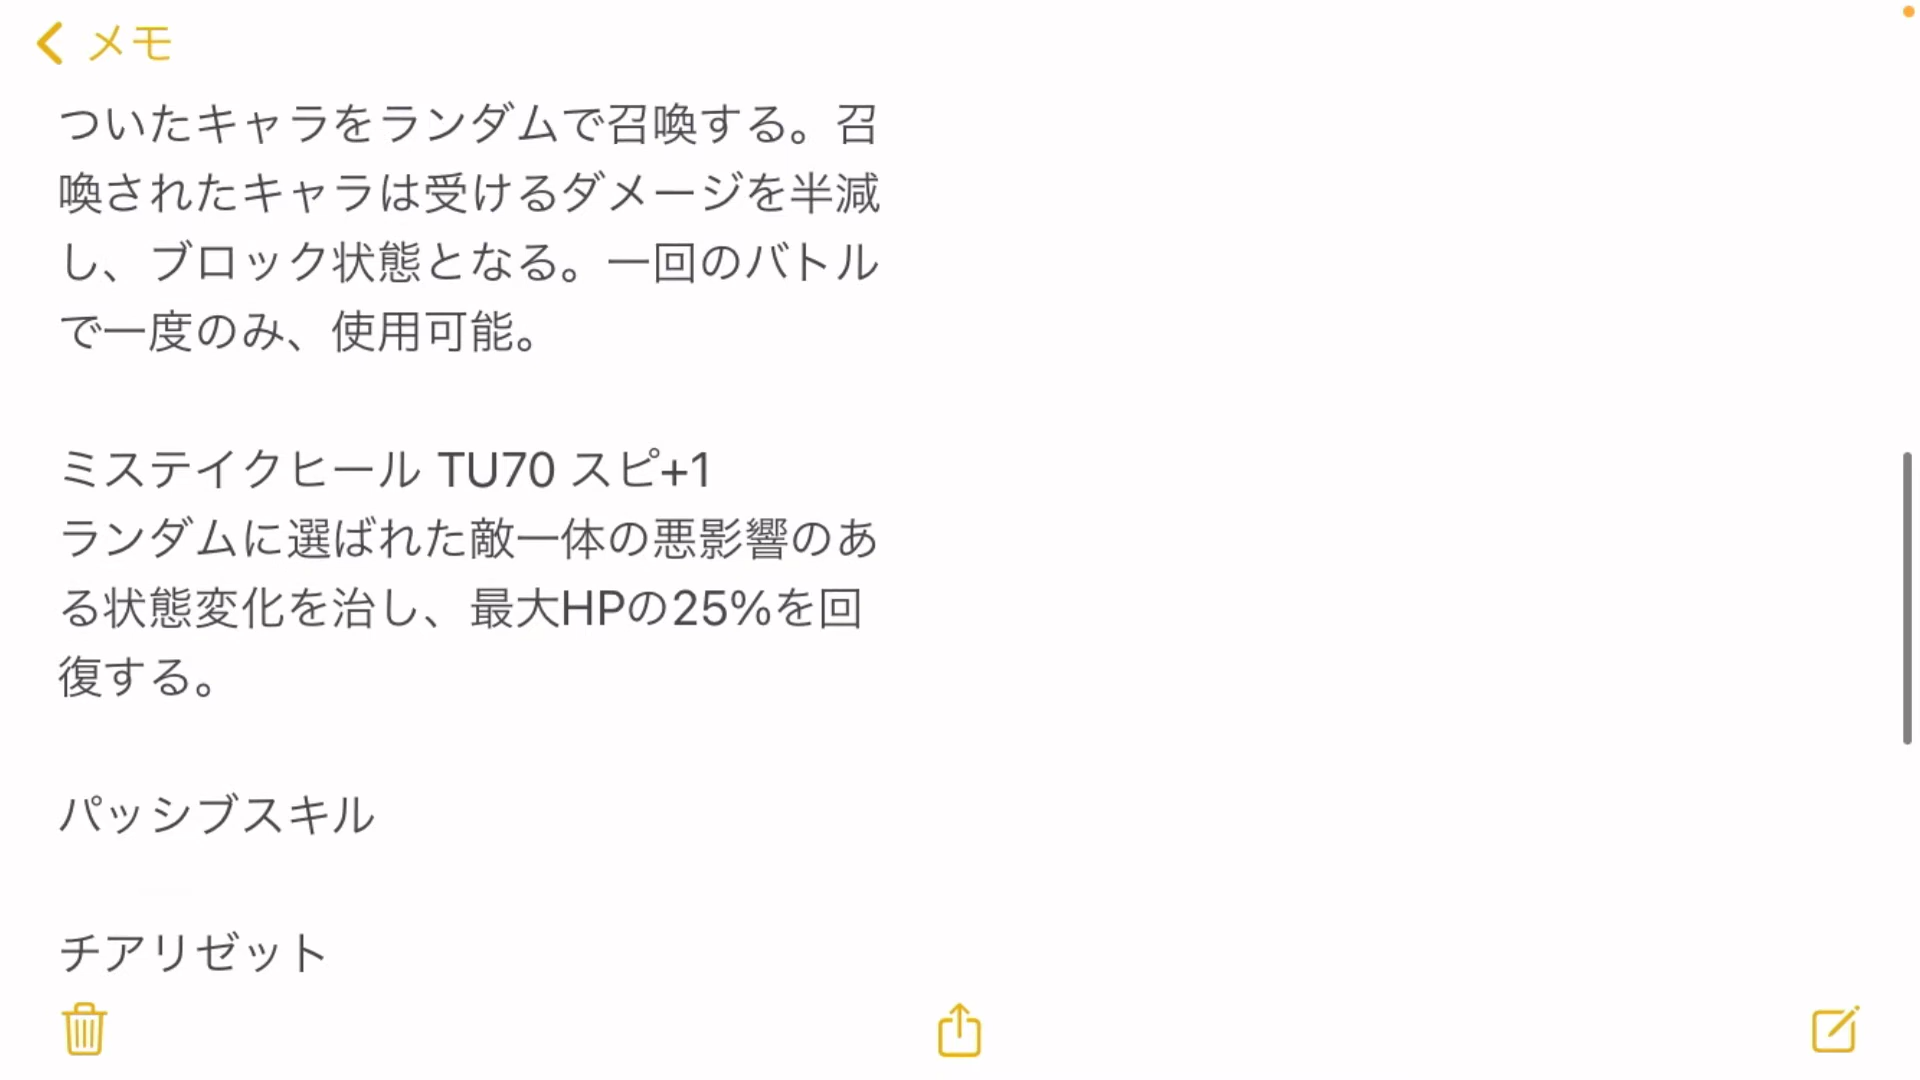 メモ
ついたキャラをランダムで召喚する。召
喚されたキャラは受けるダメージを半減
し、ブロック状態となる。一回のバトル
で一度のみ、使用可能。
ミステイクヒール TU70 スピ+1
ランダムに選ばれた敵一体の悪影響のあ
る状態変化を治し、最大HPの25%を回
復する。
パッシブスキル
チアリゼット